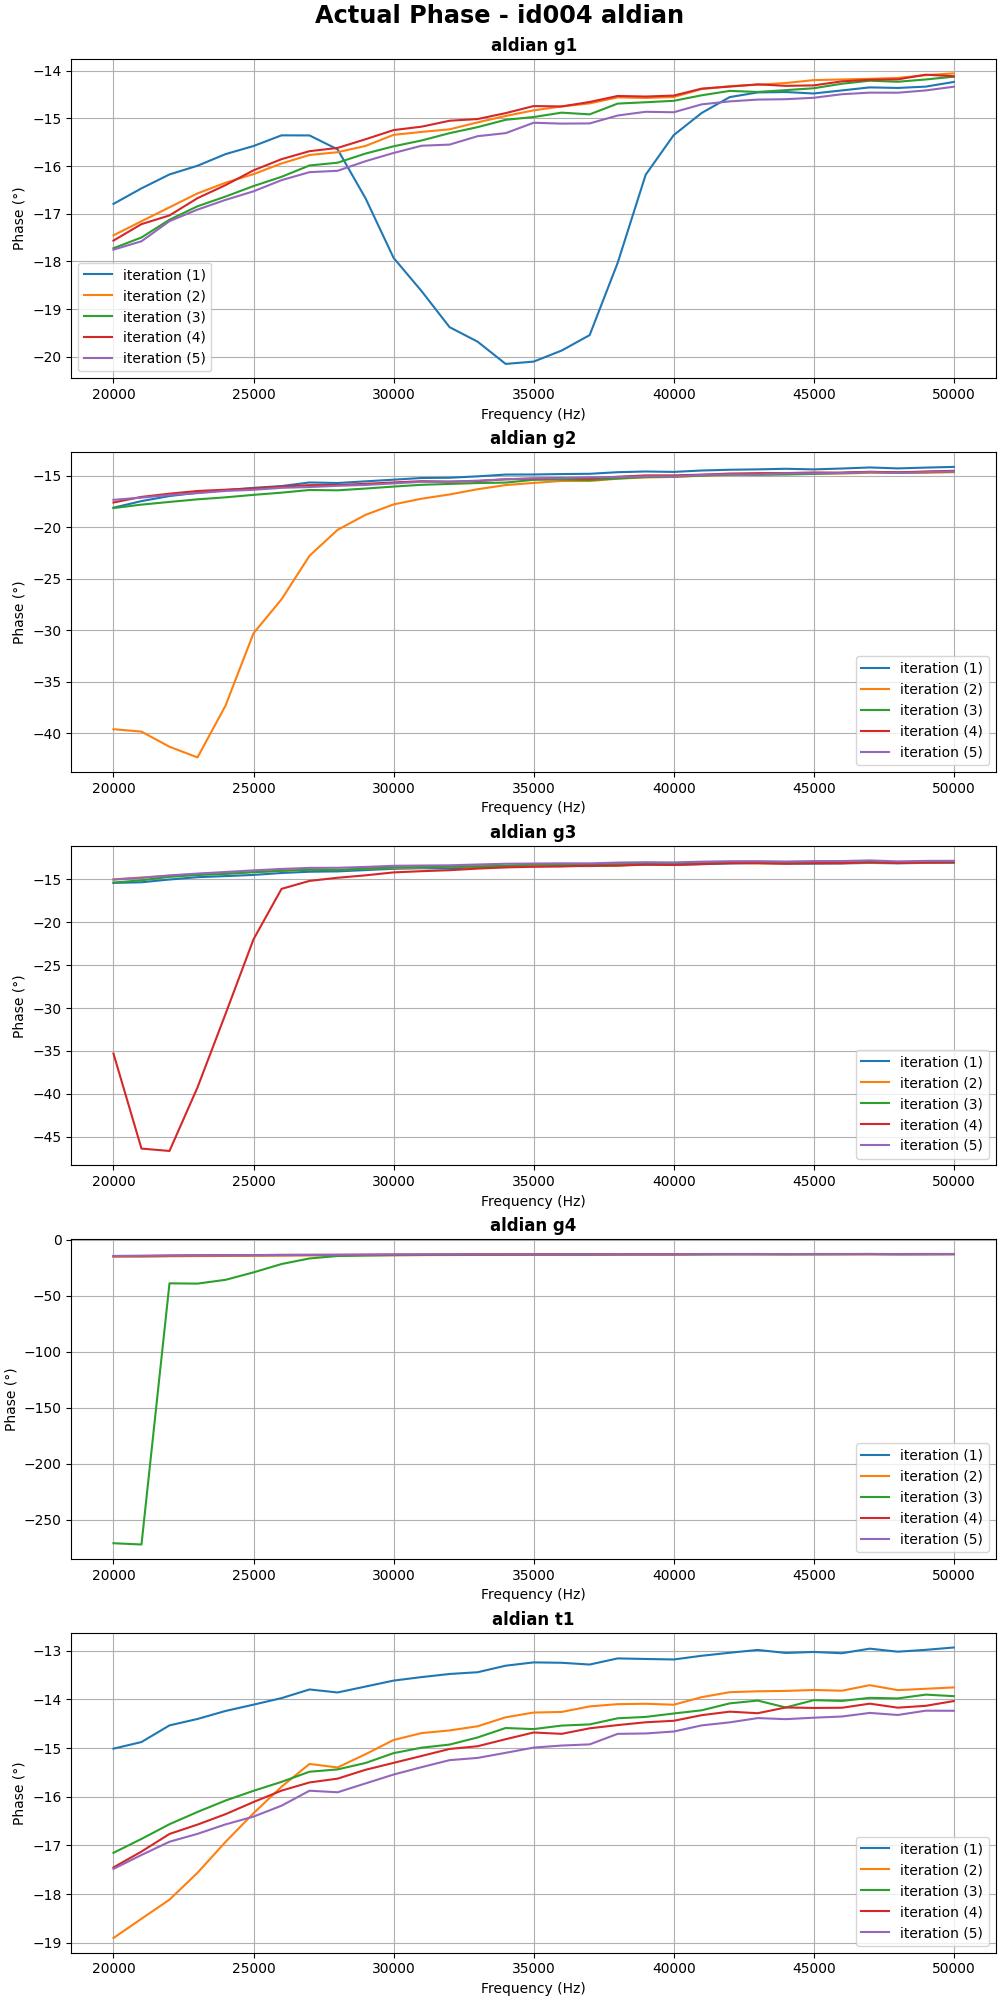 Actual Phase - id004 aldian
aldian g1
−14
−15
−16
−17
−18
−19
−20
Phase (°)
iteration (1)
iteration (2)
iteration (3)
iteration (4)
iteration (5)
20000 25000 30000 35000 40000 45000 50000
Frequency (Hz)
aldian g2
−15
−20
−25
−30
−35
−40
Phase (°)
iteration (1)
iteration (2)
iteration (3)
iteration (4)
iteration (5)
20000 25000 30000 35000 40000 45000 50000
Frequency (Hz)
aldian g3
−15
−20
−25
−30
−35
−40
−45
Phase (°)
iteration (1)
iteration (2)
iteration (3)
iteration (4)
iteration (5)
20000 25000 30000 35000 40000 45000 50000
Frequency (Hz)
aldian g4
0
−50
−100
−150
−200
−250
Phase (°)
iteration (1)
iteration (2)
iteration (3)
iteration (4)
iteration (5)
20000 25000 30000 35000 40000 45000 50000
Frequency (Hz)
aldian t1
−13
−14
−15
−16
−17
−18
−19
Phase (°)
iteration (1)
iteration (2)
iteration (3)
iteration (4)
iteration (5)
20000 25000 30000 35000 40000 45000 50000
Frequency (Hz)